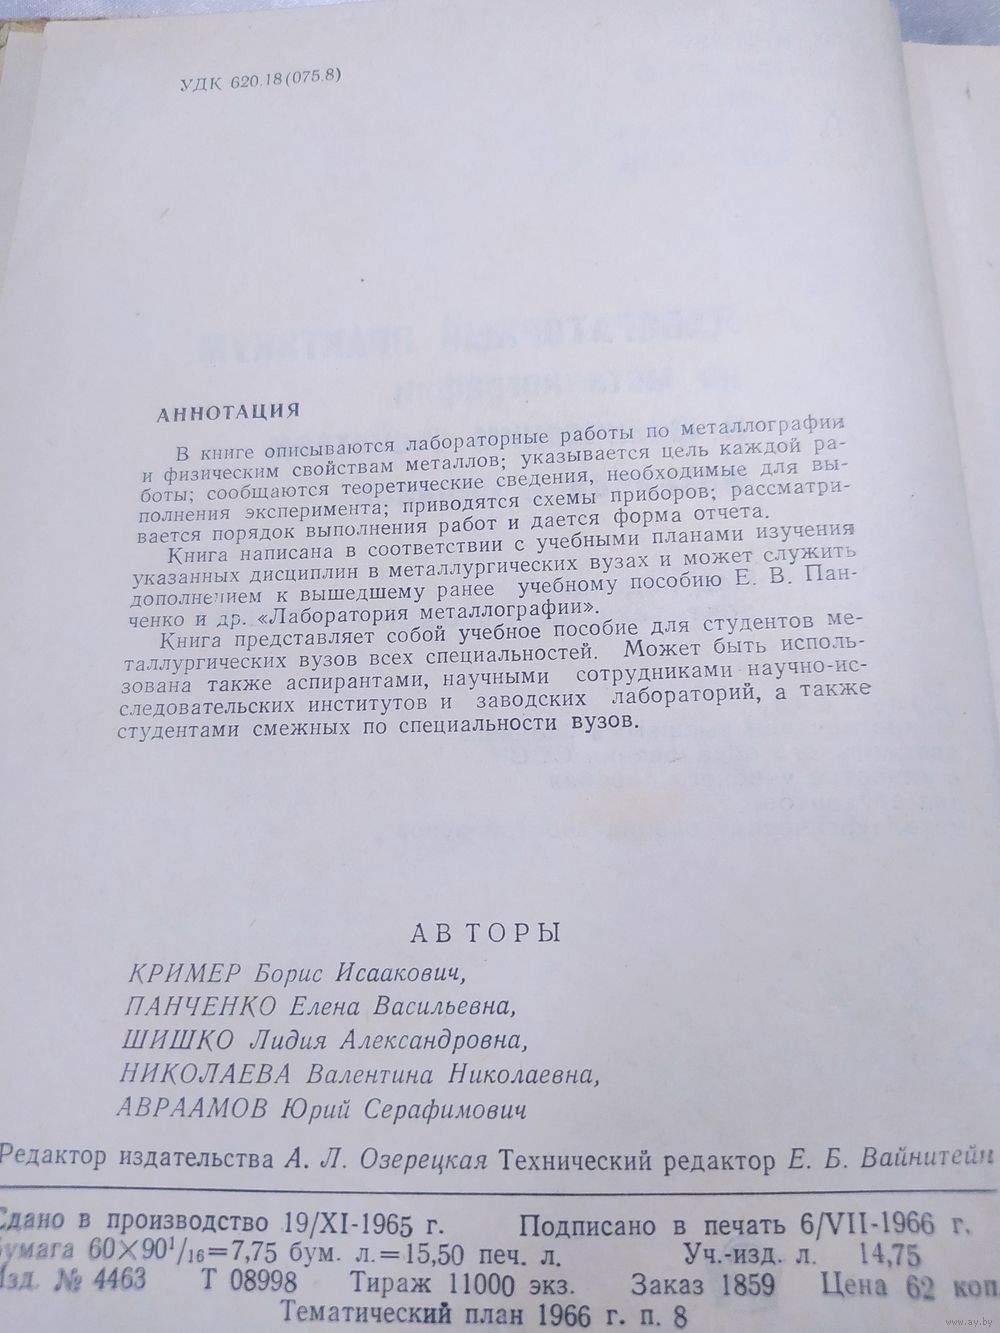 УДК 620.18(075.8)
АННОТАЦИЯ
В книге описываются лабораторные работы по металлографии
и физическим свойствам металлов; указывается цель каждой ра-
боты; сообщаются теоретические сведения, необходимые для вы-
полнения эксперимента; приводятся схемы приборов; рассматри-
вается порядок выполнения работ и дается форма отчета.
Книга написана в соответствии с учебными планами изучения
указанных дисциплин в металлургических вузах и может служить
дополнением к вышедшему ранее учебному пособию Е. В. Пан-
ченко и др. «Лаборатория металлографии».
Книга представляет собой учебное пособие для студентов ме-
таллургических вузов всех специальностей. Может быть исполь-
зована также аспирантами, научными сотрудниками научно-ис-
следовательских институтов и заводских лабораторий, а также
студентами смежных по специальности вузов.
АВТОРЫ
КРИМЕР Борис Исаакович,
ПАНЧЕНКО Елена Васильевна,
ШИШКО Лидия Александровна,
НИКОЛАЕВА Валентина Николаевна,
АВРААМОВ Юрий Серафимович
Редактор издательства А. Л. Озерецкая Технический редактор Е. Б. Вайнштейн
Сдано в производство 19/XI-1965 г. Подписано в печать 6/VII-1966 г.
Бумага 60×90¹/₁₆=7,75 бум. л.=15,50 печ. л. Уч.-изд. л. 14,75
Изд. № 4463 Т 08998 Тираж 11000 экз. Заказ 1859 Цена 62 коп.
Тематический план 1966 г. п. 8
www.ay.by